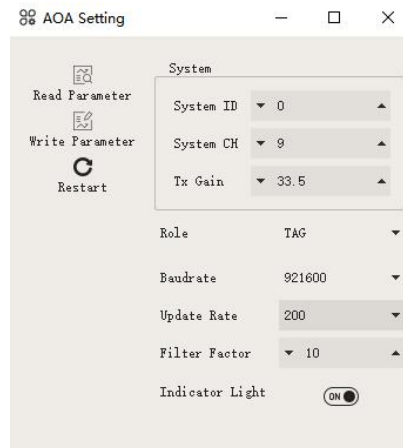 AOA Setting
Read Parameter
Write Parameter
Restart
System
System ID 0
System CH 9
Tx Gain 33.5
Role TAG
Baudrate 921600
Update Rate 200
Filter Factor 10
Indicator Light ON